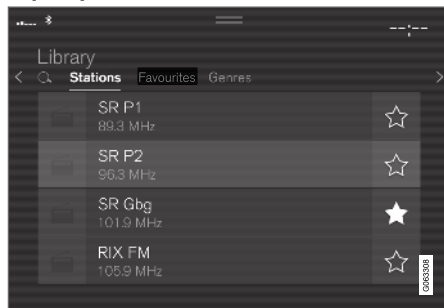 --:--
Library
Stations Favourites Genres
SR P1
89.3 MHz
SR P2
96.3 MHz
SR Gbg
101.9 MHz
RIX FM
105.9 MHz
G063308